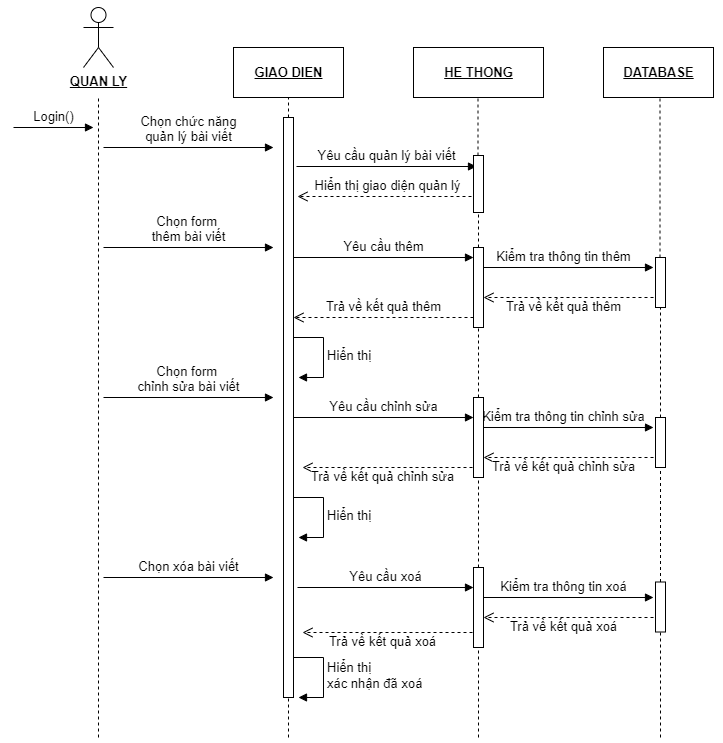 QUAN LY
GIAO DIEN
HE THONG
DATABASE
Login()
Chọn chức năng
quản lý bài viết
Yêu cầu quản lý bài viết
Hiển thị giao diện quản lý
Chọn form
thêm bài viết
Yêu cầu thêm
Kiểm tra thông tin thêm
Trả về kết quả thêm
Trả về kết quả thêm
Hiển thị
Chọn form
chỉnh sửa bài viết
Yêu cầu chỉnh sửa
Kiểm tra thông tin chỉnh sửa
Trả về kết quả chỉnh sửa
Trả về kết quả chỉnh sửa
Hiển thị
Chọn xóa bài viết
Yêu cầu xoá
Kiểm tra thông tin xoá
Trả về kết quả xoá
Trả về kết quả xoá
Hiển thị
xác nhận đã xoá